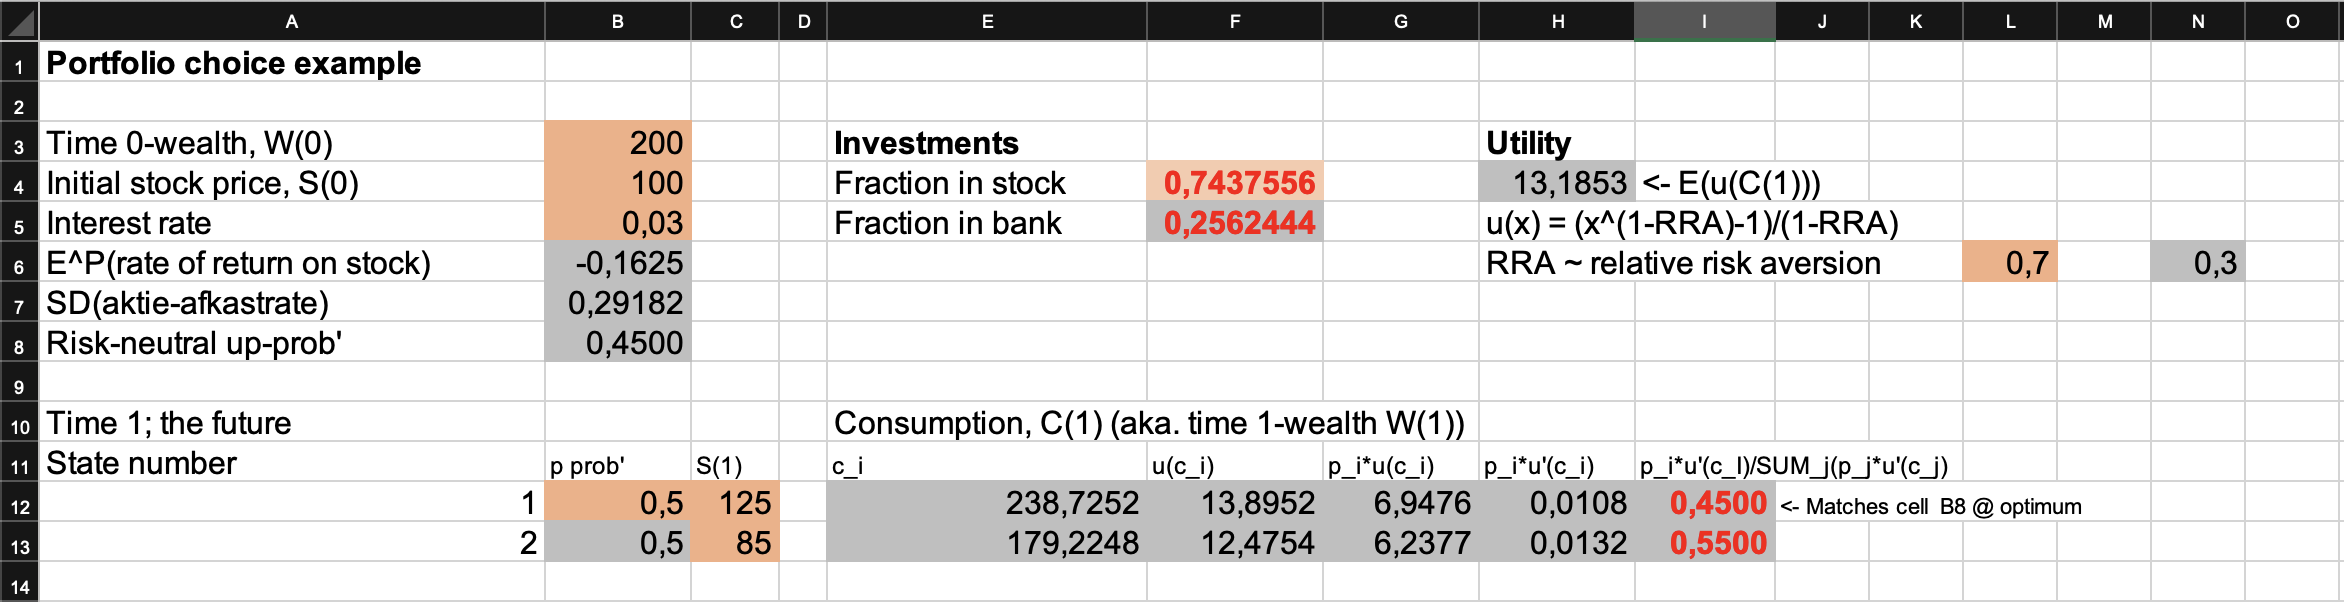 A B C D E F G H I J K L M N O
1 Portfolio choice example
2
3 Time 0-wealth, W(0) 200 Investments Utility
4 Initial stock price, S(0) 100 Fraction in stock 0,7437556 13,1853 <- E(u(C(1)))
5 Interest rate 0,03 Fraction in bank 0,2562444 u(x) = (x^(1-RRA)-1)/(1-RRA)
6 E^P(rate of return on stock) -0,1625 RRA ~ relative risk aversion 0,7 0,3
7 SD(aktie-afkastrate) 0,29182
8 Risk-neutral up-prob' 0,4500
9
10 Time 1; the future Consumption, C(1) (aka. time 1-wealth W(1))
11 State number p prob' S(1) c_i u(c_i) p_i*u(c_i) p_i*u'(c_i) p_i*u'(c_I)/SUM_j(p_j*u'(c_j)
12 1 0,5 125 238,7252 13,8952 6,9476 0,0108 0,4500 <- Matches cell B8 @ optimum
13 2 0,5 85 179,2248 12,4754 6,2377 0,0132 0,5500
14